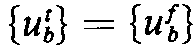 {u_b^t} = {u_b^f}